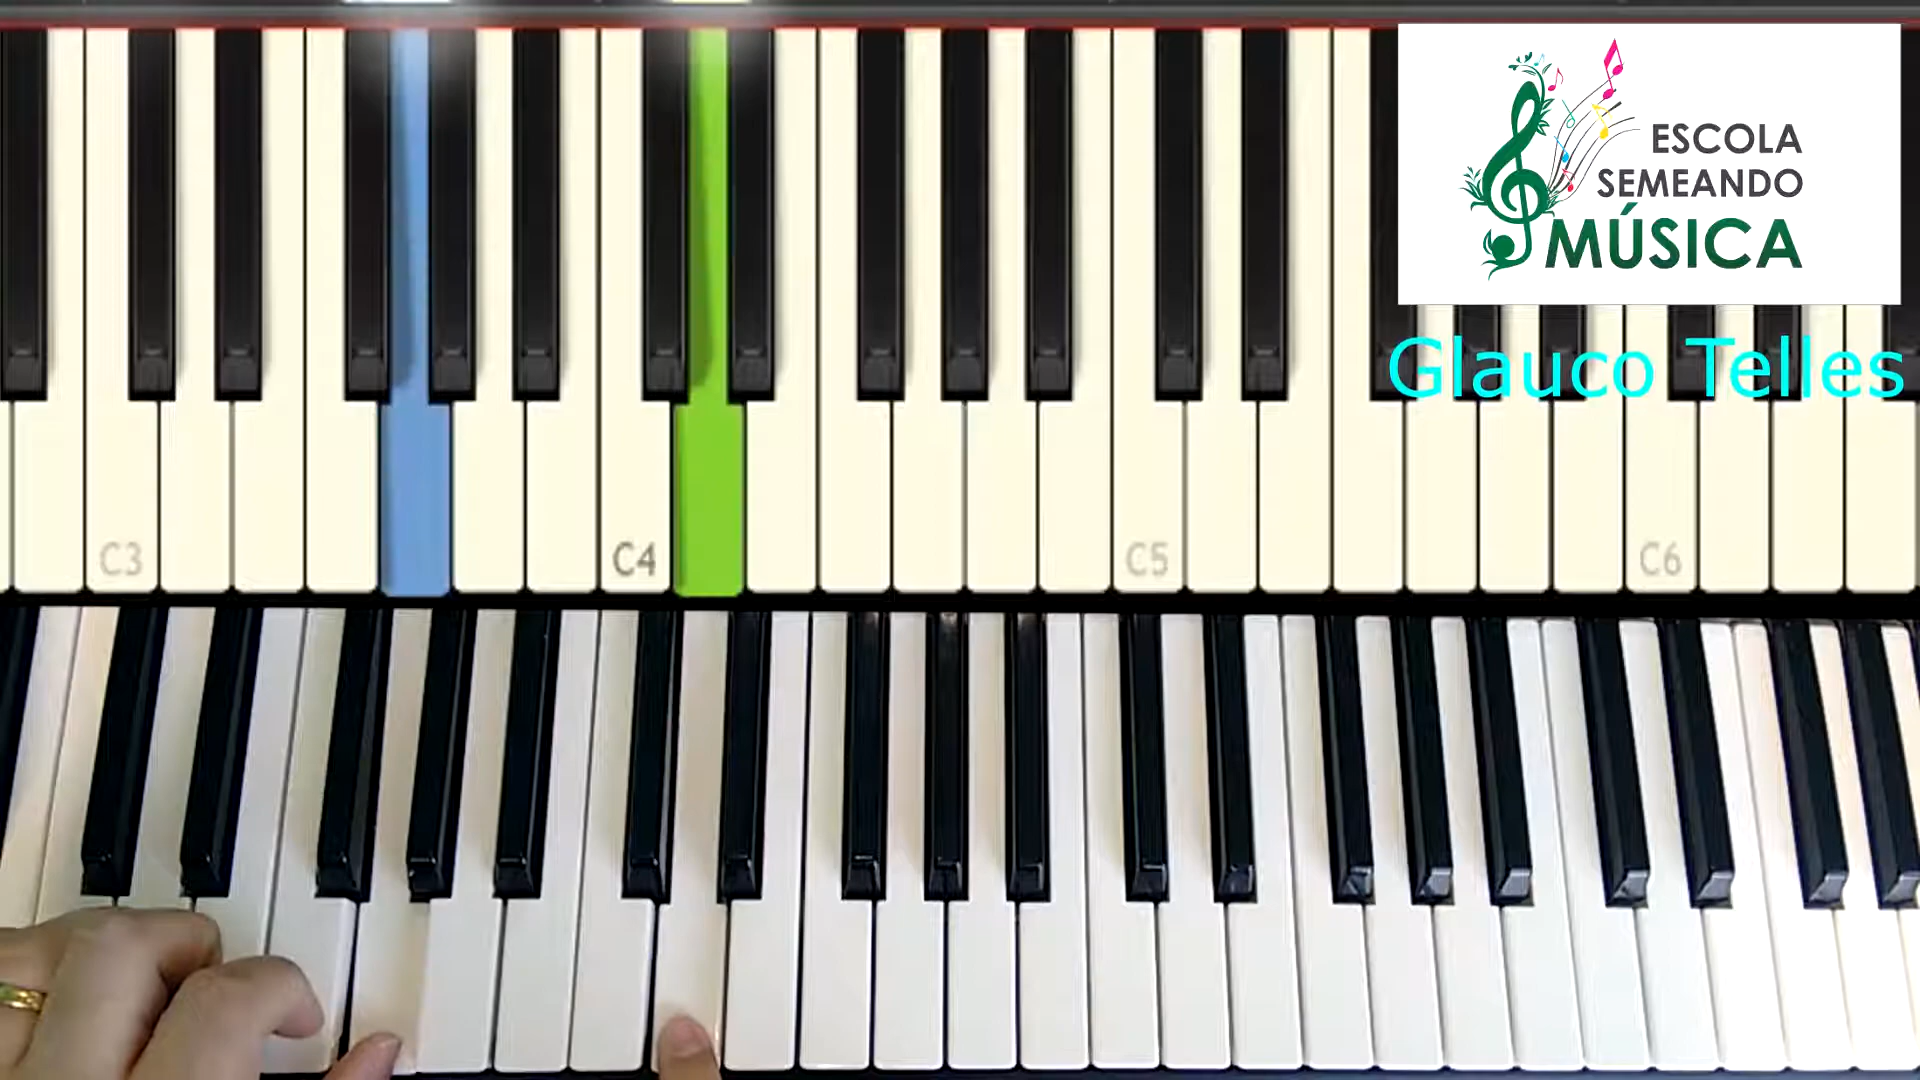 ESCOLA
SEMEANDO
MÚSICA
Glauco Telles
C3
C4
C5
C6